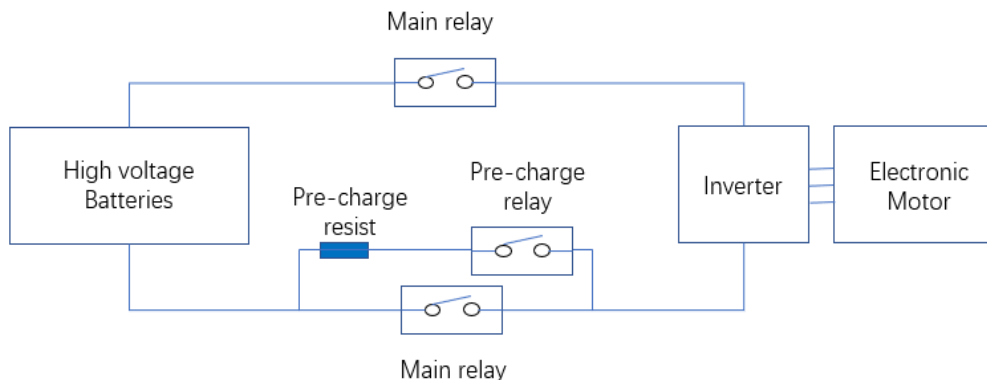 Main relay
High voltage
Batteries
Pre-charge
resist
Pre-charge
relay
Inverter
Electronic
Motor
Main relay